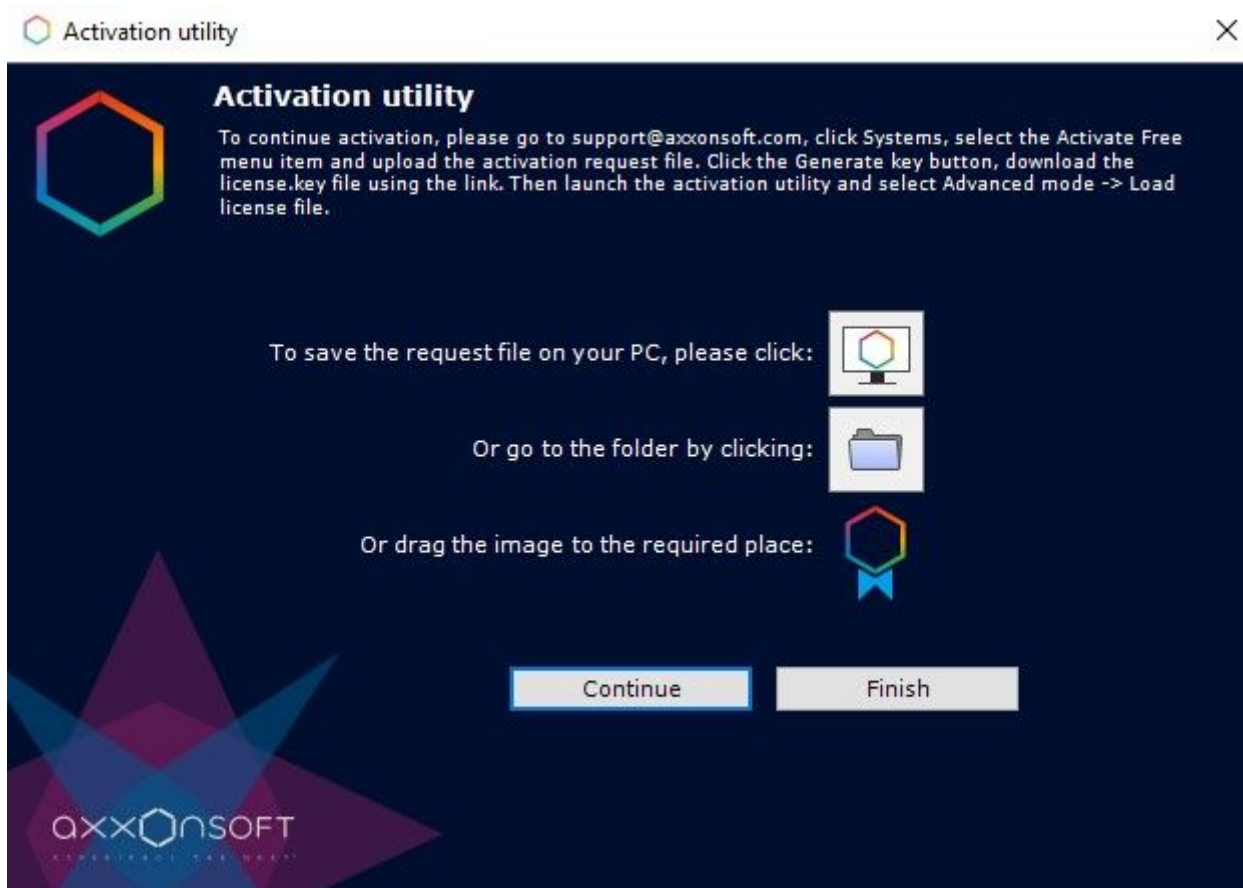 Activation utility
Activation utility
To continue activation, please go to support@axxonsoft.com, click Systems, select the Activate Free
menu item and upload the activation request file. Click the Generate key button, download the
license.key file using the link. Then launch the activation utility and select Advanced mode -> Load
license file.
To save the request file on your PC, please click:
Or go to the folder by clicking:
Or drag the image to the required place:
Continue Finish
axxonsoft